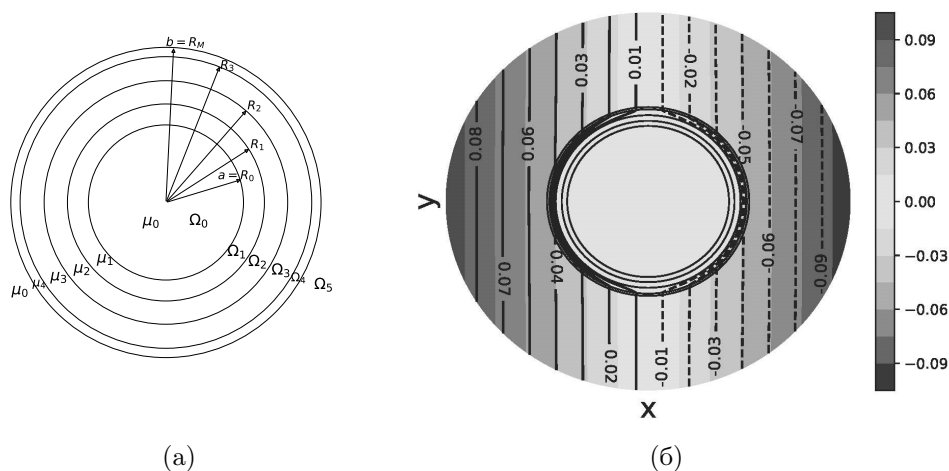 b = R_M
R_3
R_2
R_1
a = R_0
μ_0
Ω_0
Ω_1
Ω_2
Ω_3
Ω_4
Ω_5
μ_1
μ_2
μ_3
μ_4
μ_0
(а)
0.03
0.01
-0.02
0.08
0.06
-0.05
-0.07
y
0.07
0.04
-0.06
-0.09
0.02
-0.01
-0.03
x
0.09
0.06
0.03
0.00
−0.03
−0.06
−0.09
(б)